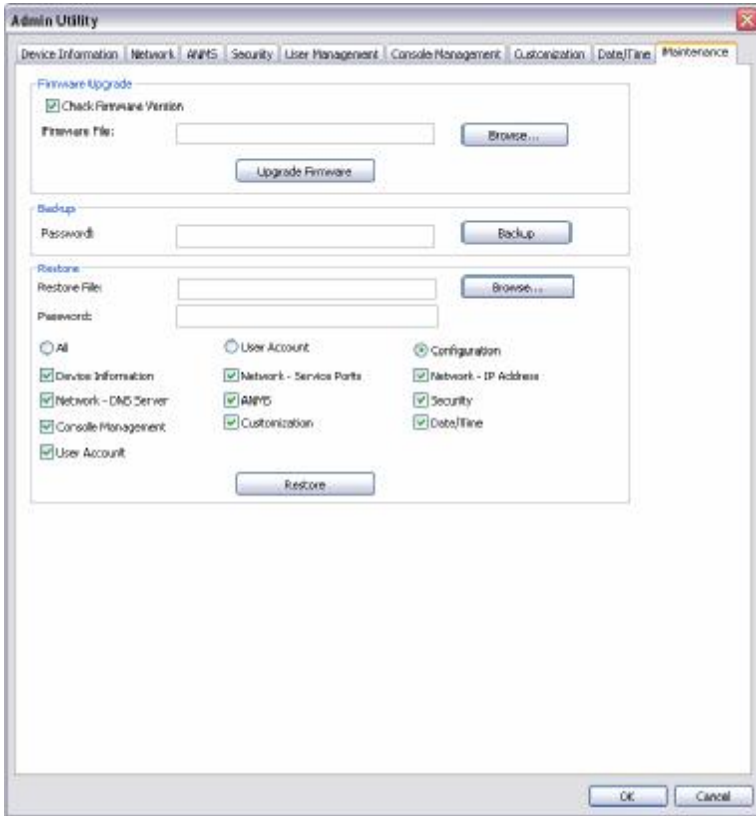 Admin Utility
Device Information Network ANMS Security User Management Console Management Customization Date/Time Maintenance
Firmware Upgrade
Check Firmware Version
Firmware File:
Browse...
Upgrade Firmware
Backup
Password:
Backup
Restore
Restore File:
Browse...
Password:
All User Account Configuration
Device Information Network - Service Ports Network - IP Address
Network - DNS Server ANMS Security
Console Management Customization Date/Time
User Account
Restore
OK Cancel